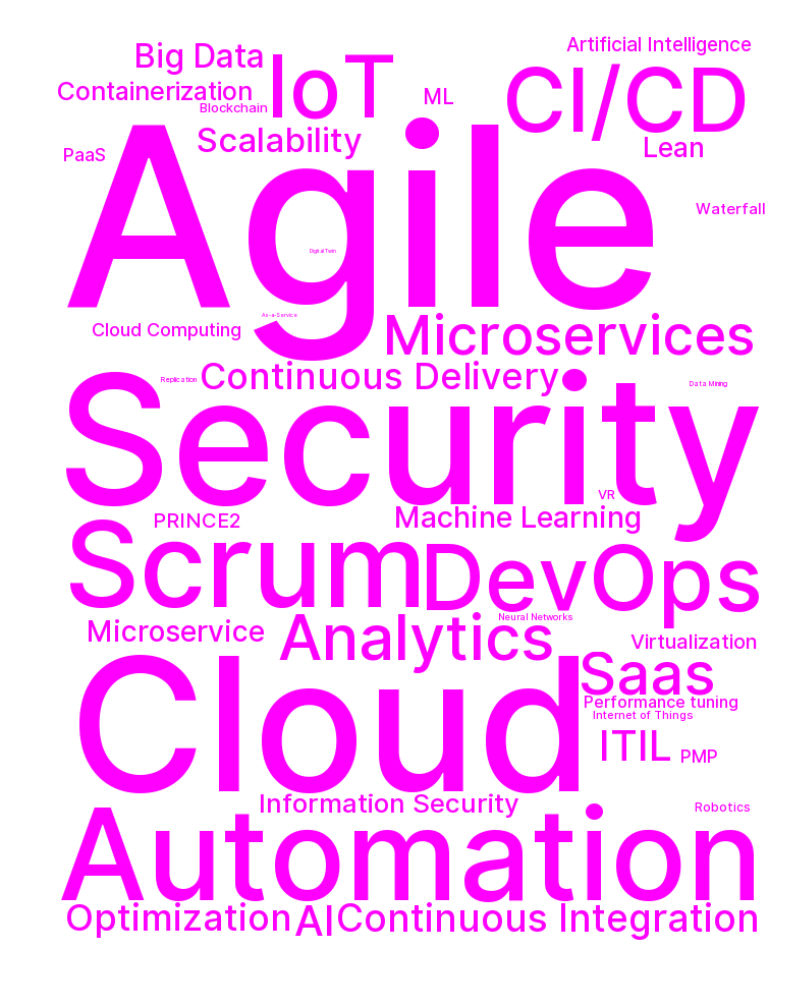 Artificial Intelligence
Big Data
IoT
CI/CD
Containerization
ML
Blockchain
Scalability
Lean
PaaS
Agile
Waterfall
Digital Twin
As-a-Service
Cloud Computing
Microservices
Continuous Delivery
Replication
Data Mining
Security
VR
PRINCE2
Machine Learning
Scrum
DevOps
Neural Networks
Microservice
Analytics
Virtualization
Saas
Cloud
Performance tuning
Internet of Things
ITIL
PMP
Information Security
Robotics
Automation
Optimization
AI
Continuous Integration